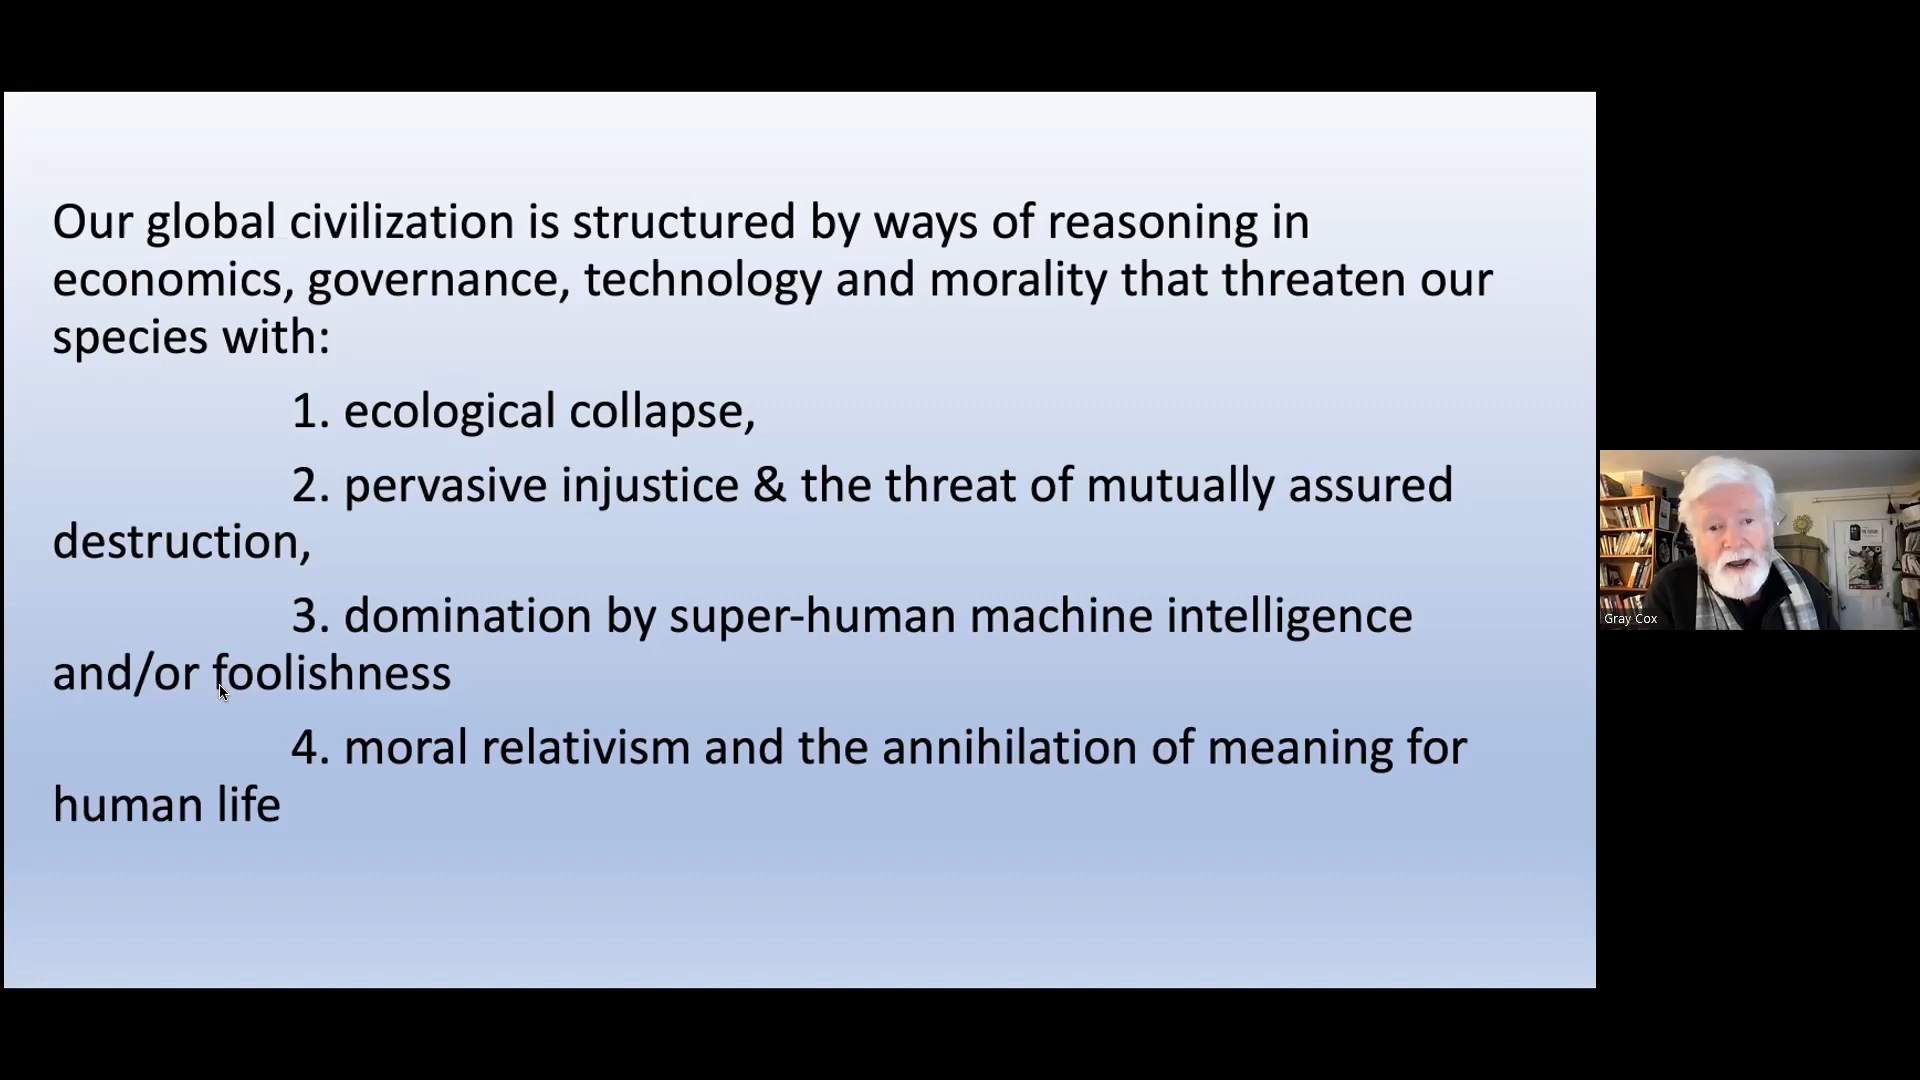 Our global civilization is structured by ways of reasoning in
economics, governance, technology and morality that threaten our
species with:
1. ecological collapse,
2. pervasive injustice & the threat of mutually assured
destruction,
3. domination by super-human machine intelligence
and/or foolishness
4. moral relativism and the annihilation of meaning for
human life
Gray Cox